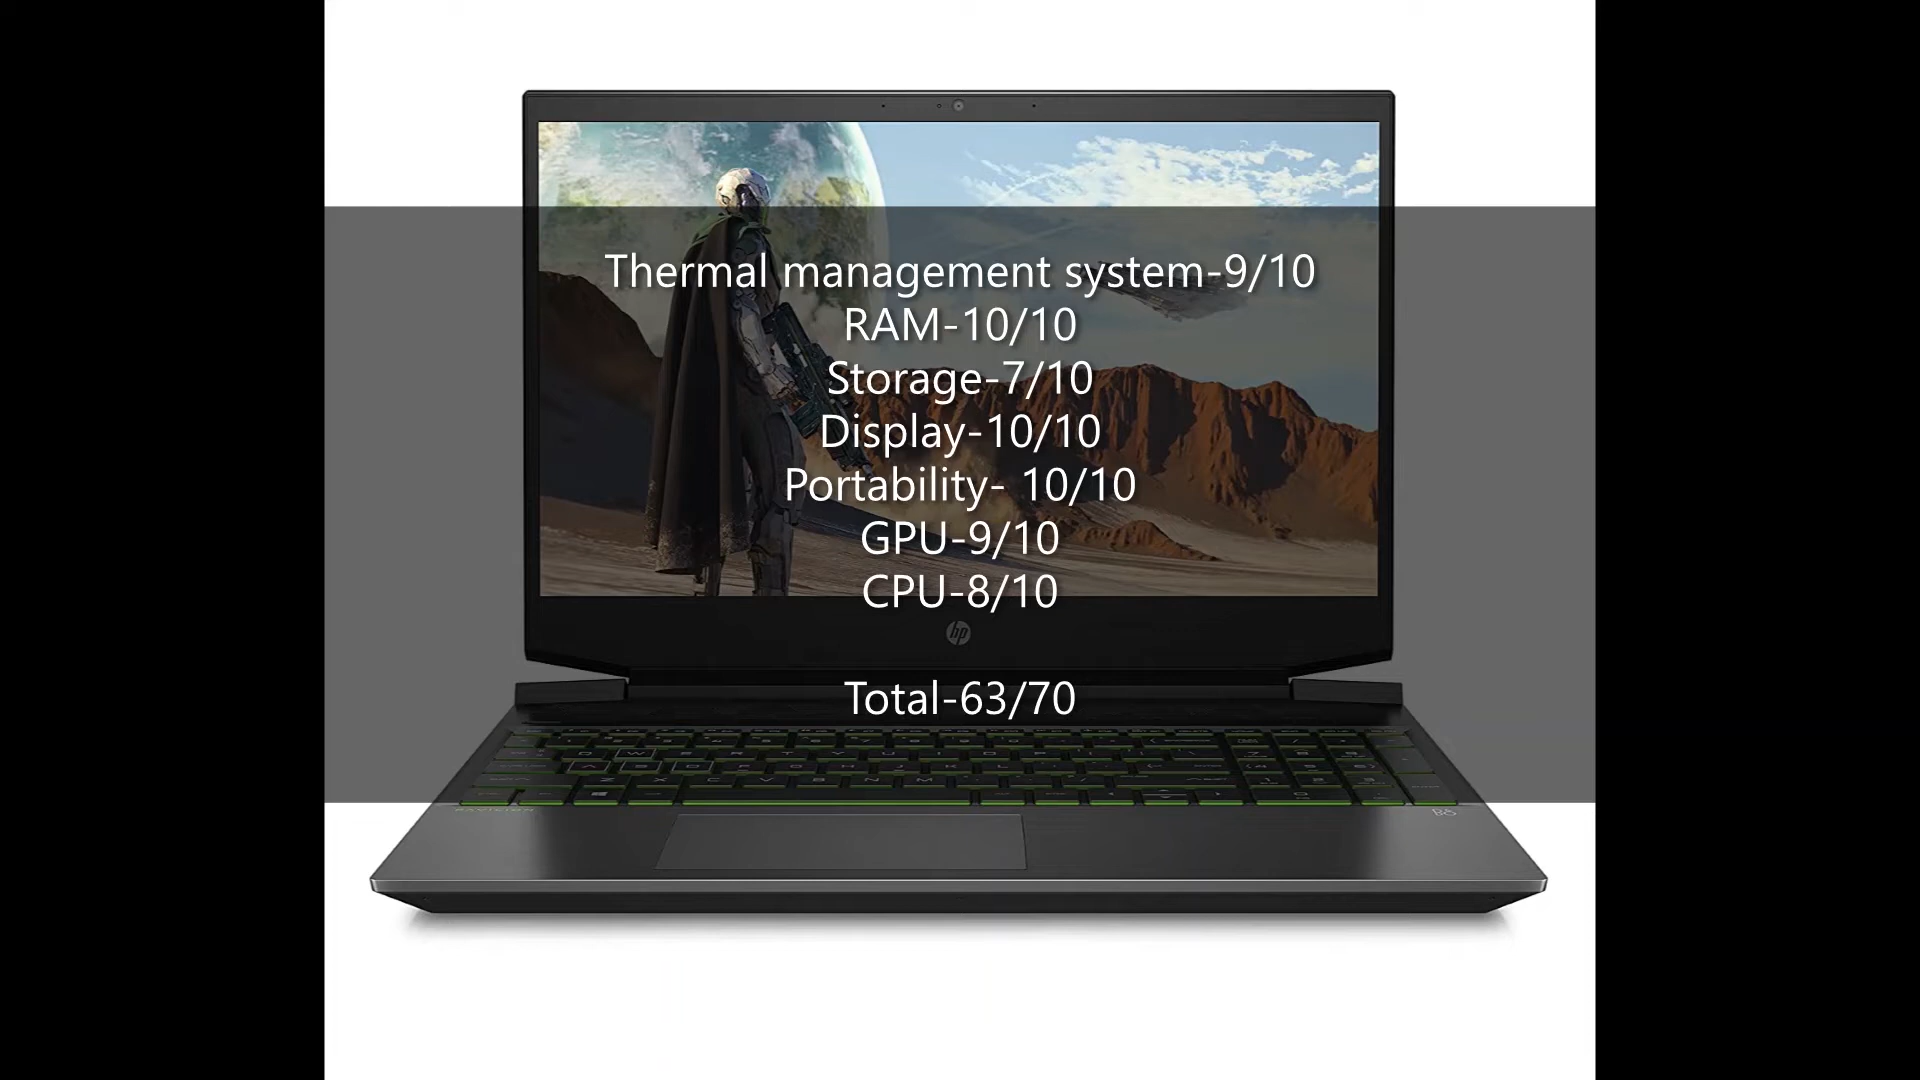 Thermal management system-9/10
RAM-10/10
Storage-7/10
Display-10/10
Portability- 10/10
GPU-9/10
CPU-8/10
hp
Total-63/70